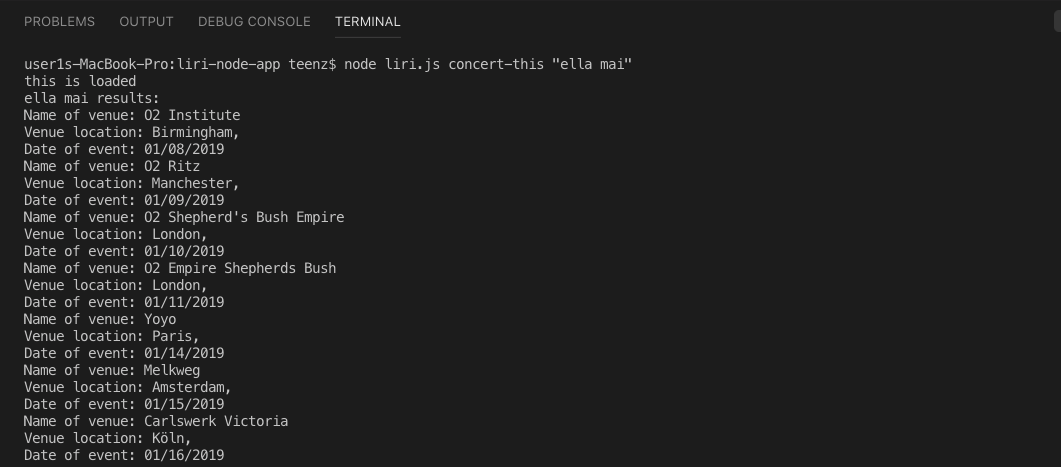 PROBLEMS OUTPUT DEBUG CONSOLE TERMINAL
user1s-MacBook-Pro:liri-node-app teenz$ node liri.js concert-this "ella mai"
this is loaded
ella mai results:
Name of venue: O2 Institute
Venue location: Birmingham,
Date of event: 01/08/2019
Name of venue: O2 Ritz
Venue location: Manchester,
Date of event: 01/09/2019
Name of venue: O2 Shepherd's Bush Empire
Venue location: London,
Date of event: 01/10/2019
Name of venue: O2 Empire Shepherds Bush
Venue location: London,
Date of event: 01/11/2019
Name of venue: Yoyo
Venue location: Paris,
Date of event: 01/14/2019
Name of venue: Melkweg
Venue location: Amsterdam,
Date of event: 01/15/2019
Name of venue: Carlswerk Victoria
Venue location: Köln,
Date of event: 01/16/2019